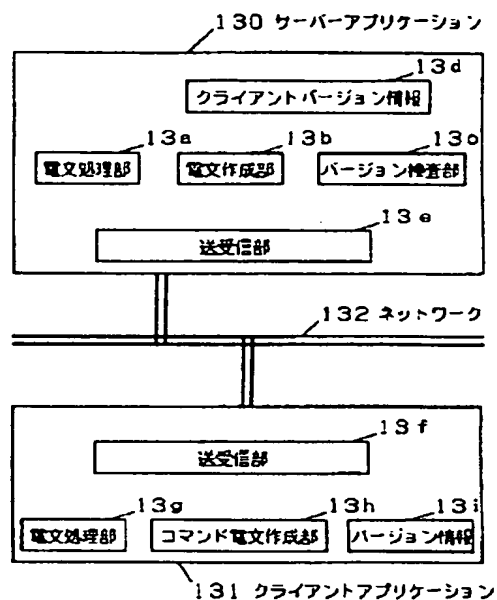 130 サーバーアプリケーション
13d
クライアントバージョン情報
13a
13b
13c
電文処理部
電文作成部
バージョン検査部
13e
送受信部
132 ネットワーク
13f
送受信部
13g
13h
13i
電文処理部
コマンド電文作成部
バージョン情報
131 クライアントアプリケーション